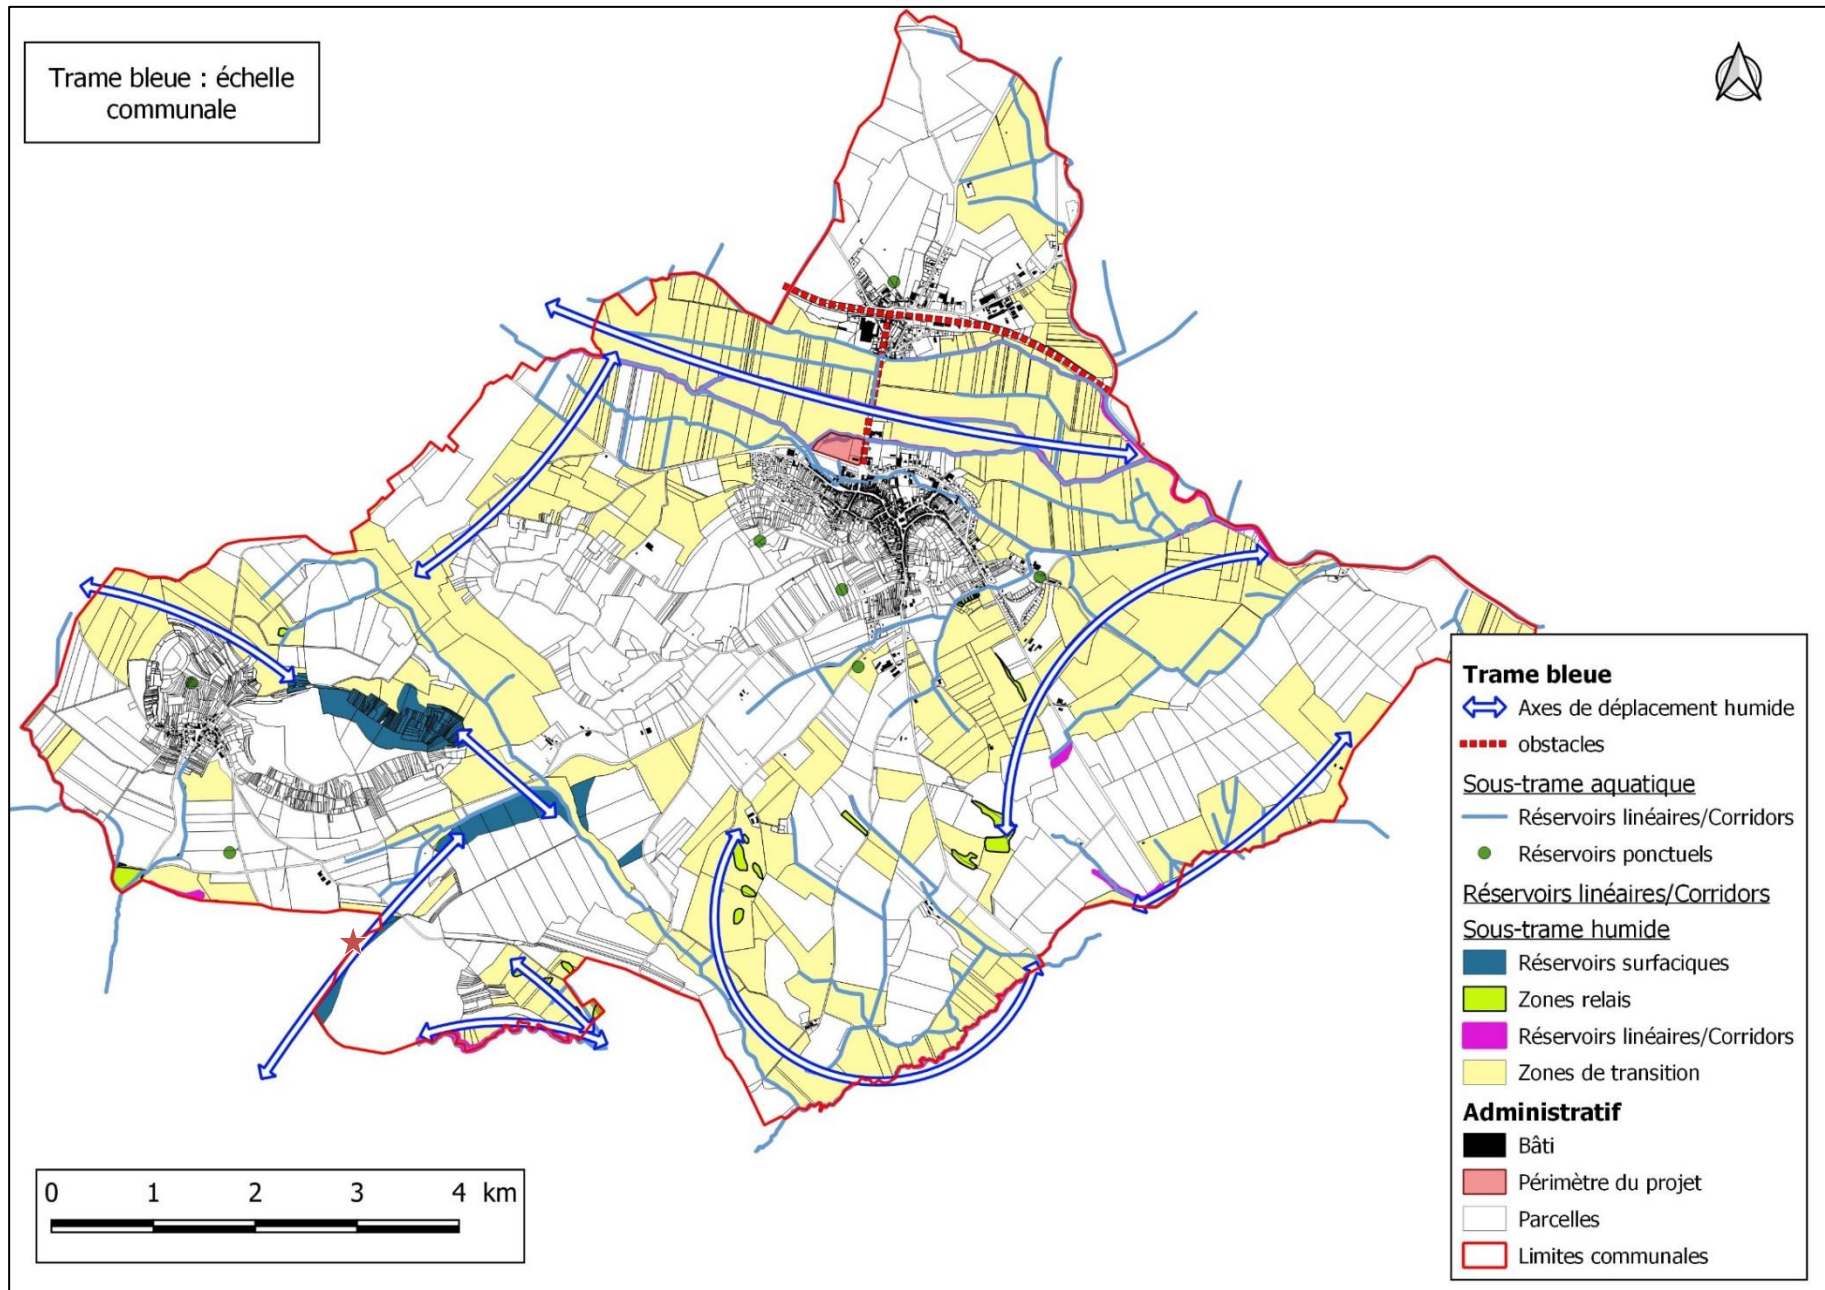 Trame bleue : échelle
communale
Trame bleue
Axes de déplacement humide
obstacles
Sous-trame aquatique
Réservoirs linéaires/Corridors
Réservoirs ponctuels
Réservoirs linéaires/Corridors
Sous-trame humide
Réservoirs surfaciques
Zones relais
Réservoirs linéaires/Corridors
Zones de transition
Administratif
Bâti
Périmètre du projet
Parcelles
Limites communales
0 1 2 3 4 km